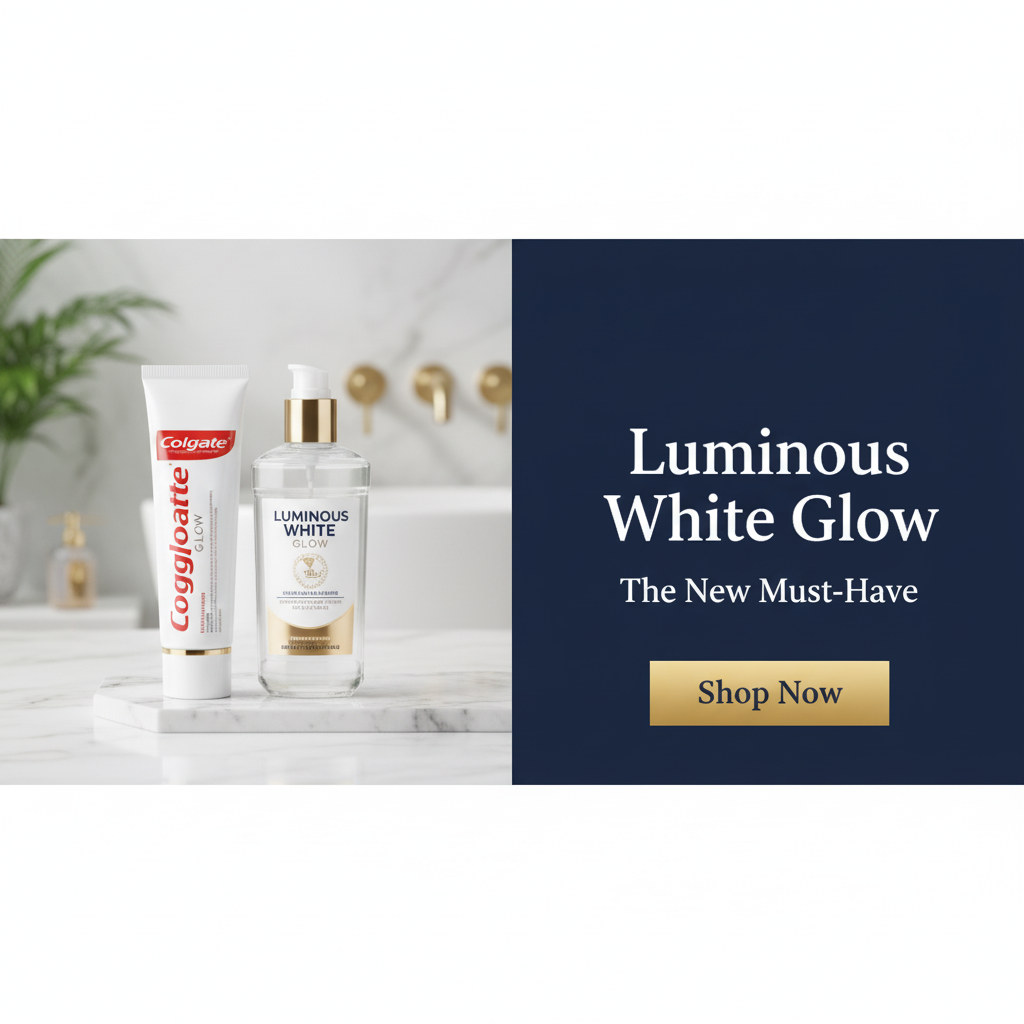 Colgate
Coggloatte
GLOW
LUMINOUS
WHITE
GLOW
Luminous
White Glow
The New Must-Have
Shop Now